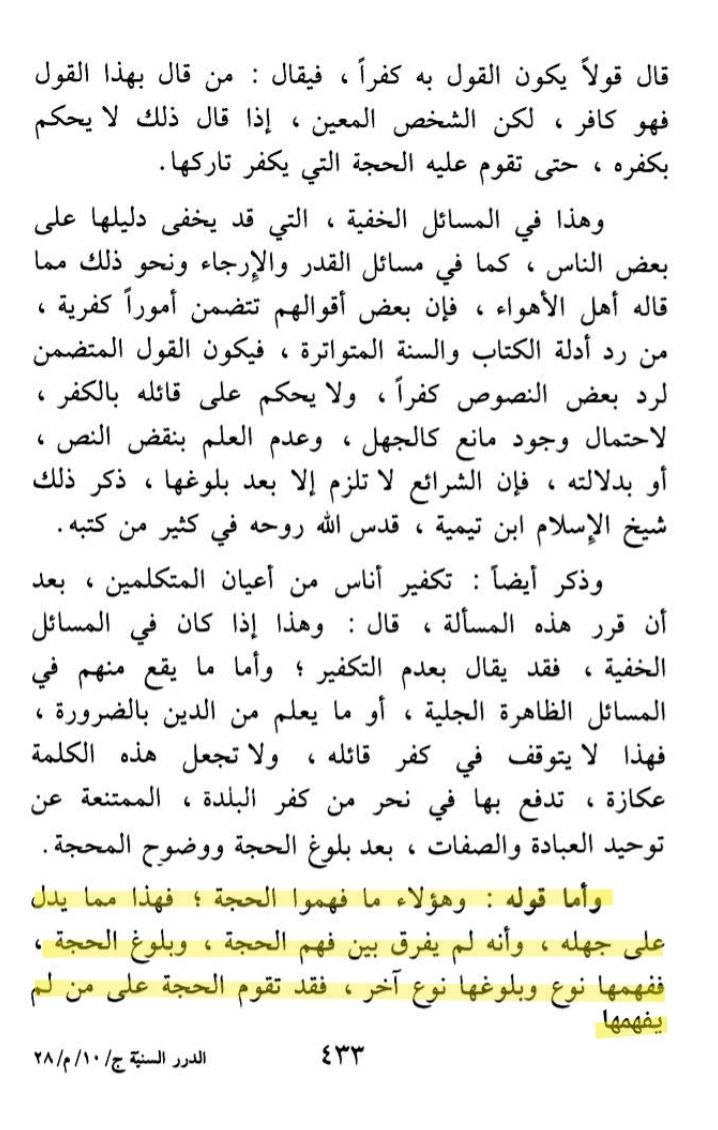 قال قولاً يكون القول به كفراً ، فيقال : من قال بهذا القول
فهو كافر ، لكن الشخص المعين ، إذا قال ذلك لا يحكم
بكفره ، حتى تقوم عليه الحجة التي يكفر تاركها.
وهذا في المسائل الخفية ، التي قد يخفى دليلها على
بعض الناس ، كما في مسائل القدر والإِرجاء ونحو ذلك مما
قاله أهل الأهواء ، فإن بعض أقوالهم تتضمن أموراً كفرية ،
من رد أدلة الكتاب والسنة المتواترة ، فيكون القول المتضمن
لرد بعض النصوص كفراً ، ولا يحكم على قائله بالكفر ،
لاحتمال وجود مانع كالجهل ، وعدم العلم بنقض النص ،
أو بدلالته ، فإن الشرائع لا تلزم إلا بعد بلوغها ، ذكر ذلك
شيخ الإِسلام ابن تيمية ، قدس الله روحه في كثير من كتبه.
وذكر أيضاً : تكفير أناس من أعيان المتكلمين ، بعد
أن قرر هذه المسألة ، قال : وهذا إذا كان في المسائل
الخفية ، فقد يقال بعدم التكفير ؛ وأما ما يقع منهم في
المسائل الظاهرة الجلية ، أو ما يعلم من الدين بالضرورة ،
فهذا لا يتوقف في كفر قائله ، ولا تجعل هذه الكلمة
عكازة ، تدفع بها في نحر من كفر البلدة ، الممتنعة عن
توحيد العبادة والصفات ، بعد بلوغ الحجة ووضوح المحجة.
وأما قوله : وهؤلاء ما فهموا الحجة ؛ فهذا مما يدل
على جهله ، وأنه لم يفرق بين فهم الحجة ، وبلوغ الحجة ،
ففهمها نوع وبلوغها نوع آخر ، فقد تقوم الحجة على من لم
يفهمها
٤٣٣
الدرر السنيّة ج/١٠/م/٢٨